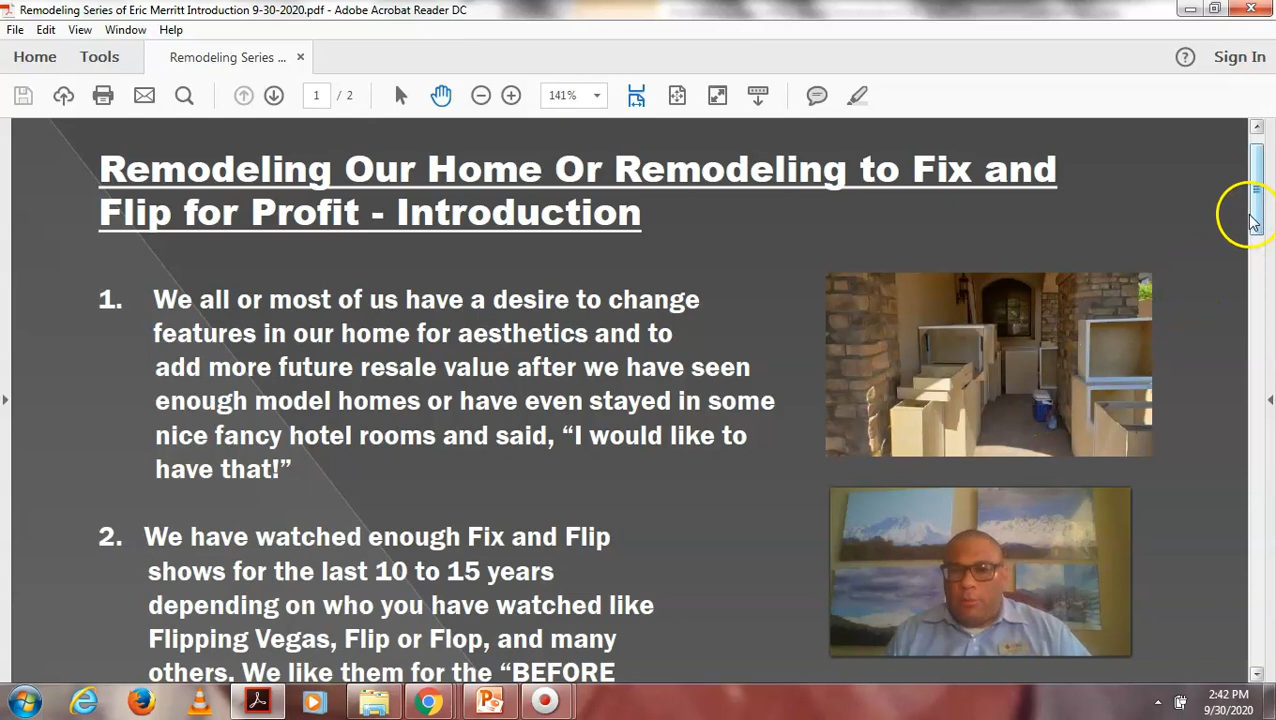 Remodeling Series of Eric Merritt Introduction 9-30-2020.pdf - Adobe Acrobat Reader DC
File Edit View Window Help
Home Tools Remodeling Series ... × Sign In
1 / 2 141%
Remodeling Our Home Or Remodeling to Fix and
Flip for Profit - Introduction
1. We all or most of us have a desire to change
features in our home for aesthetics and to
add more future resale value after we have seen
enough model homes or have even stayed in some
nice fancy hotel rooms and said, “I would like to
have that!”
2. We have watched enough Fix and Flip
shows for the last 10 to 15 years
depending on who you have watched like
Flipping Vegas, Flip or Flop, and many
others. We like them for the “BEFORE
2:42 PM
9/30/2020